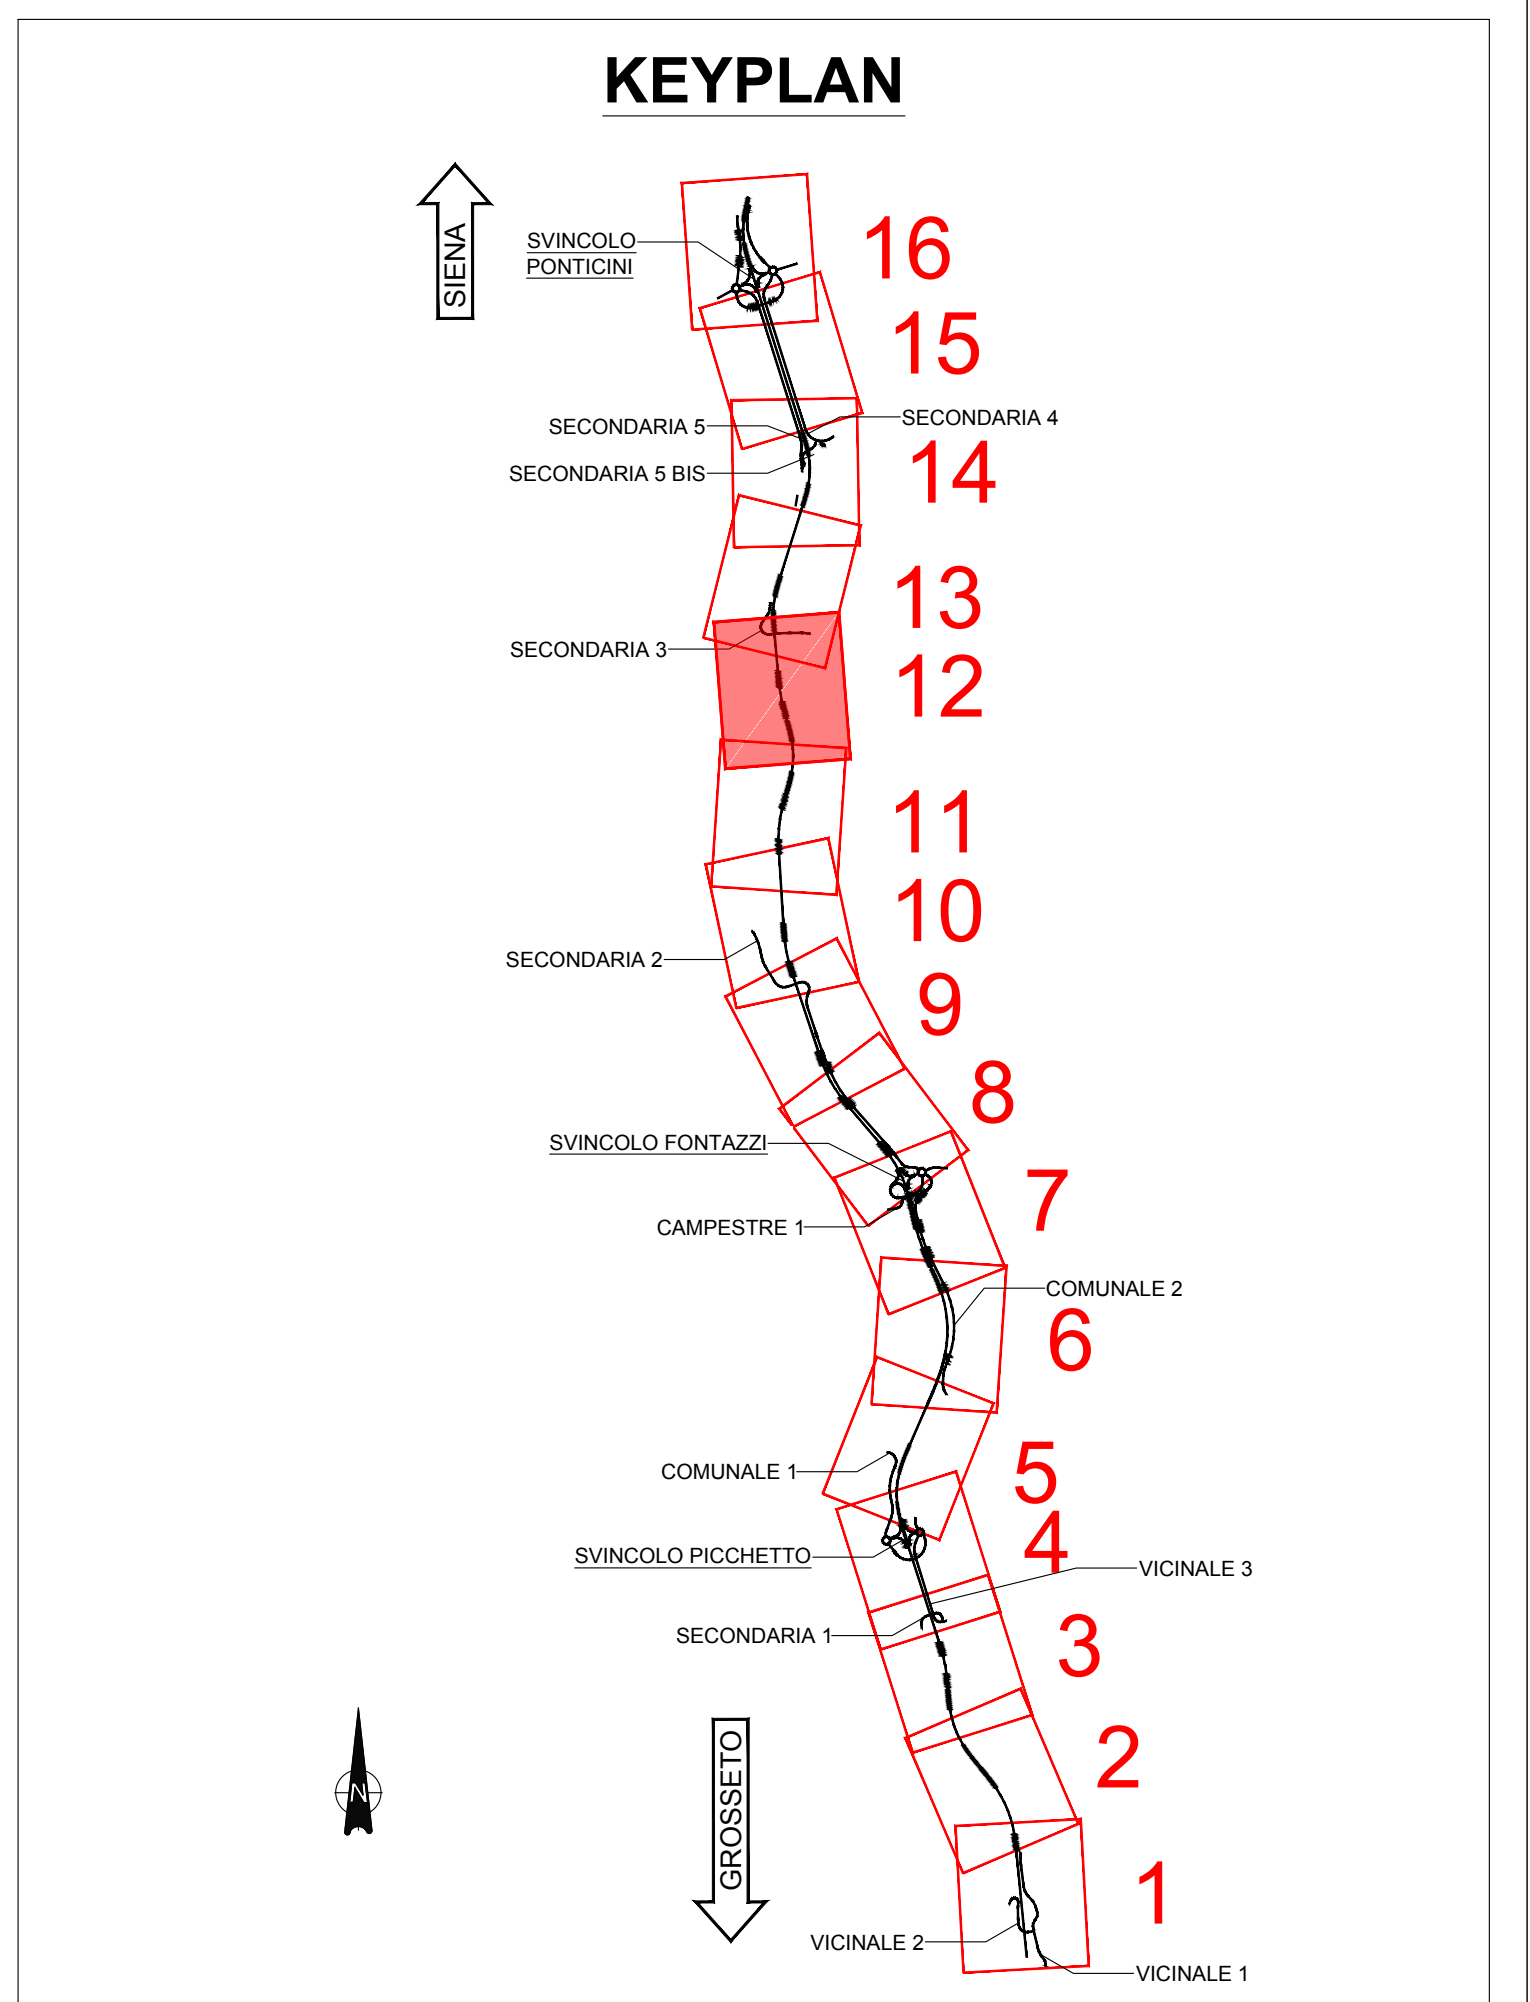 KEYPLAN
SIENA
SVINCOLO
PONTICINI
16
15
SECONDARIA 4
SECONDARIA 5
14
SECONDARIA 5 BIS
13
SECONDARIA 3
12
11
10
SECONDARIA 2
9
8
SVINCOLO FONTAZZI
7
CAMPESTRE 1
COMUNALE 2
6
COMUNALE 1
5
4
SVINCOLO PICCHETTO
VICINALE 3
SECONDARIA 1
3
2
GROSSETO
N
1
VICINALE 2
VICINALE 1